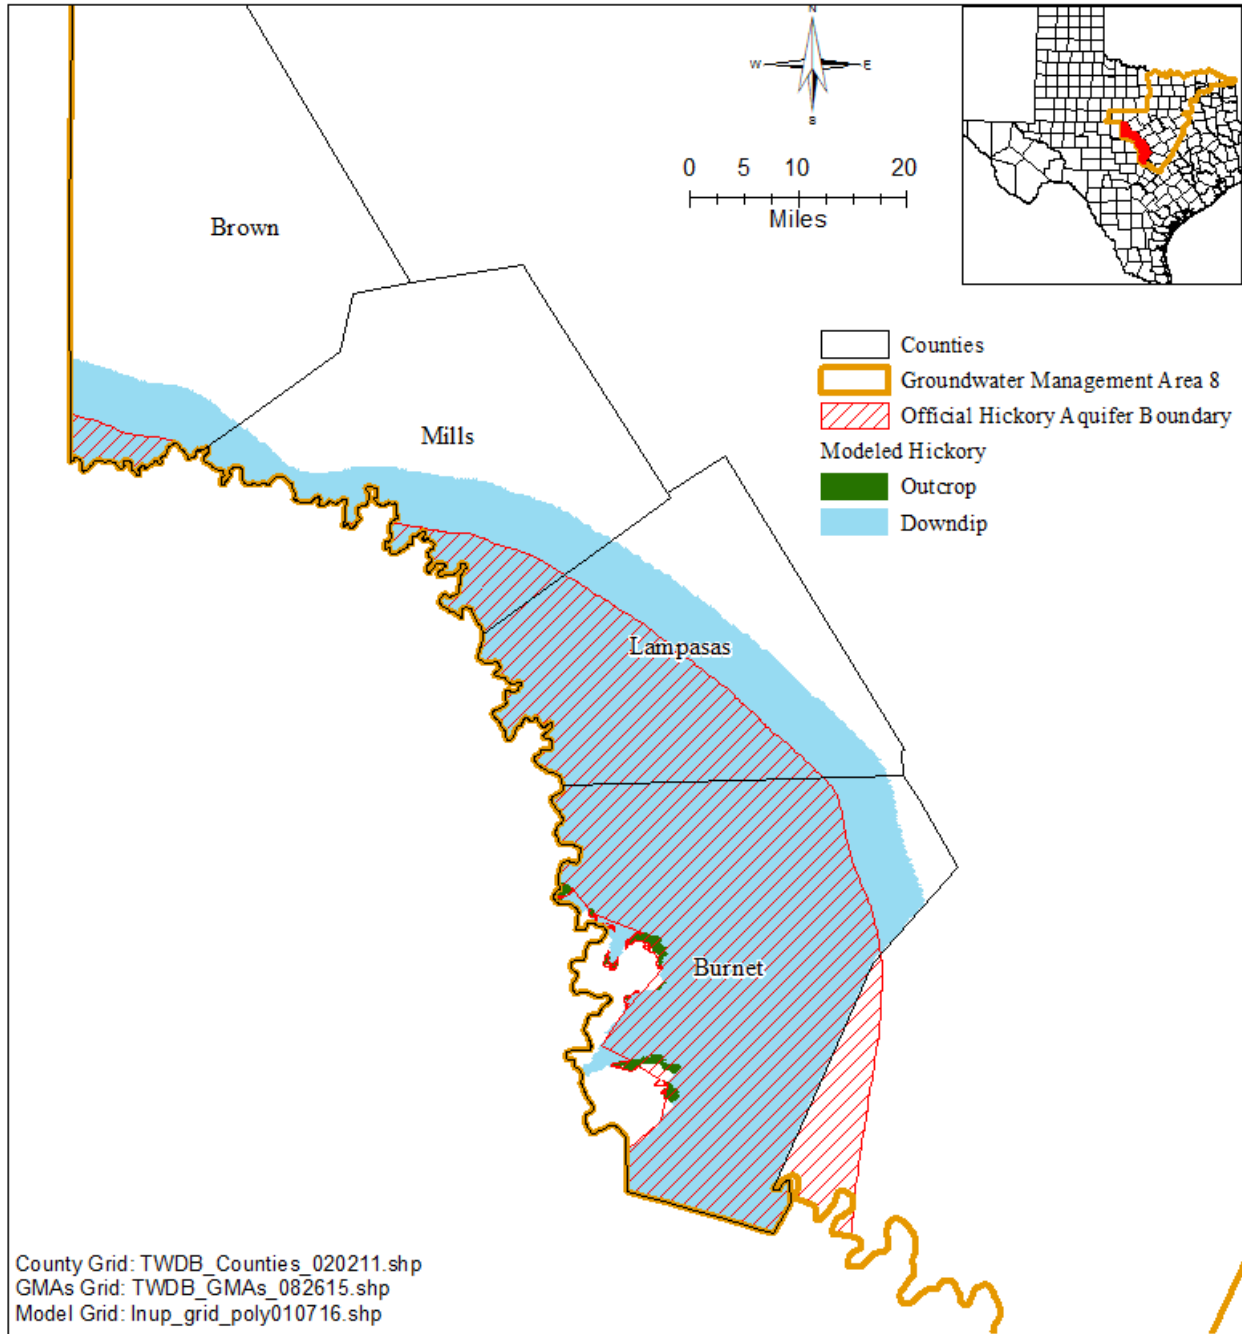 N
W
E
S
0 5 10 20
Miles
Brown
Counties
Groundwater Management Area 8
Official Hickory Aquifer Boundary
Mills
Modeled Hickory
Outcrop
Downdip
Lampasas
Burnet
County Grid: TWDB_Counties_020211.shp
GMAs Grid: TWDB_GMAs_082615.shp
Model Grid: lnup_grid_poly010716.shp